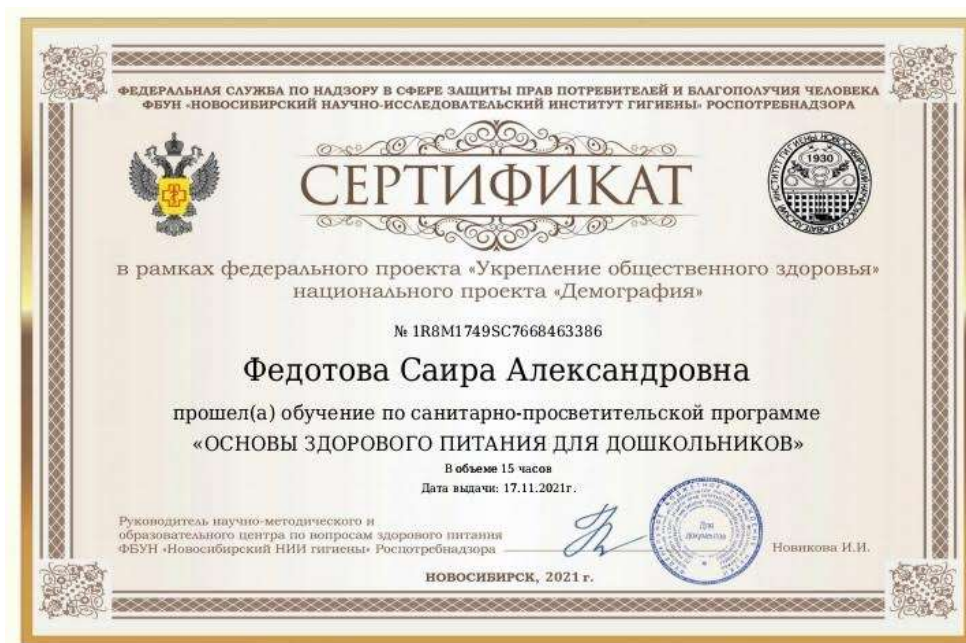 ФЕДЕРАЛЬНАЯ СЛУЖБА ПО НАДЗОРУ В СФЕРЕ ЗАЩИТЫ ПРАВ ПОТРЕБИТЕЛЕЙ И БЛАГОПОЛУЧИЯ ЧЕЛОВЕКА
ФБУН «НОВОСИБИРСКИЙ НАУЧНО-ИССЛЕДОВАТЕЛЬСКИЙ ИНСТИТУТ ГИГИЕНЫ» РОСПОТРЕБНАДЗОРА
1930
СЕРТИФИКАТ
в рамках федерального проекта «Укрепление общественного здоровья»
национального проекта «Демография»
№ 1R8M1749SC7668463386
Федотова Саира Александровна
прошел(а) обучение по санитарно-просветительской программе
«ОСНОВЫ ЗДОРОВОГО ПИТАНИЯ ДЛЯ ДОШКОЛЬНИКОВ»
В объеме 15 часов
Дата выдачи: 17.11.2021г.
Руководитель научно-методического и
образовательного центра по вопросам здорового питания
ФБУН «Новосибирский НИИ гигиены» Роспотребнадзора
Для
документов
Новикова И.И.
НОВОСИБИРСК, 2021 г.